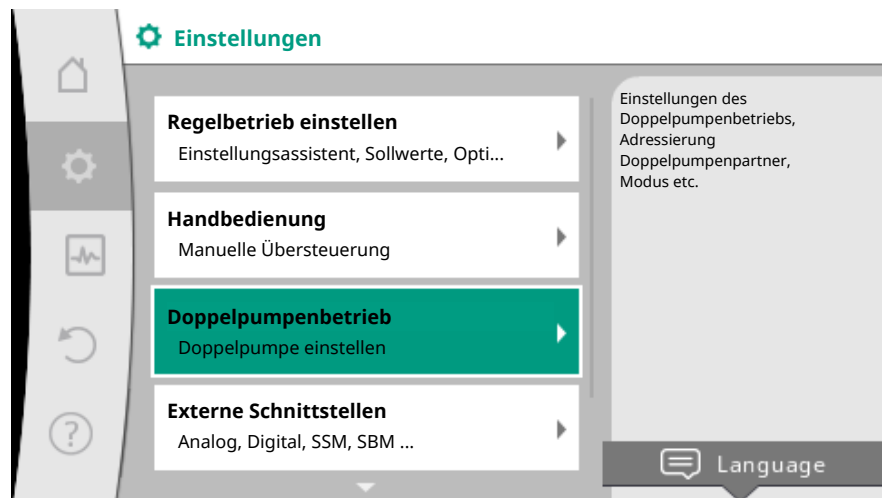 Einstellungen
Regelbetrieb einstellen
Einstellungsassistent, Sollwerte, Opti...
Handbedienung
Manuelle Übersteuerung
Doppelpumpenbetrieb
Doppelpumpe einstellen
Externe Schnittstellen
Analog, Digital, SSM, SBM ...
Einstellungen des
Doppelpumpenbetriebs,
Adressierung
Doppelpumpenpartner,
Modus etc.
Language